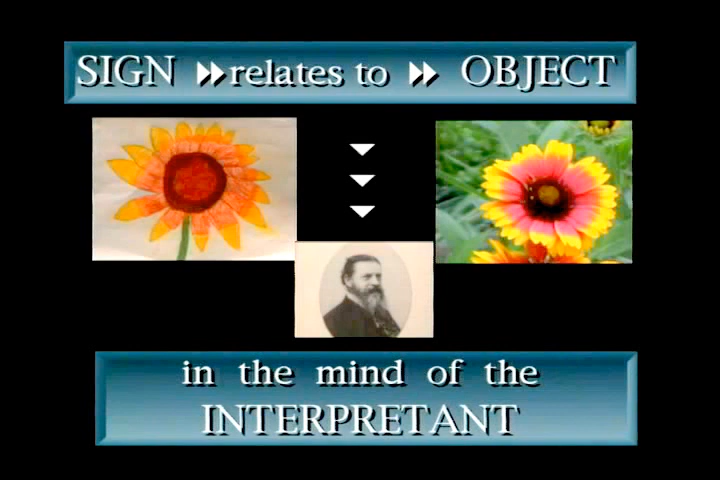 SIGN relates to OBJECT
in the mind of the
INTERPRETANT